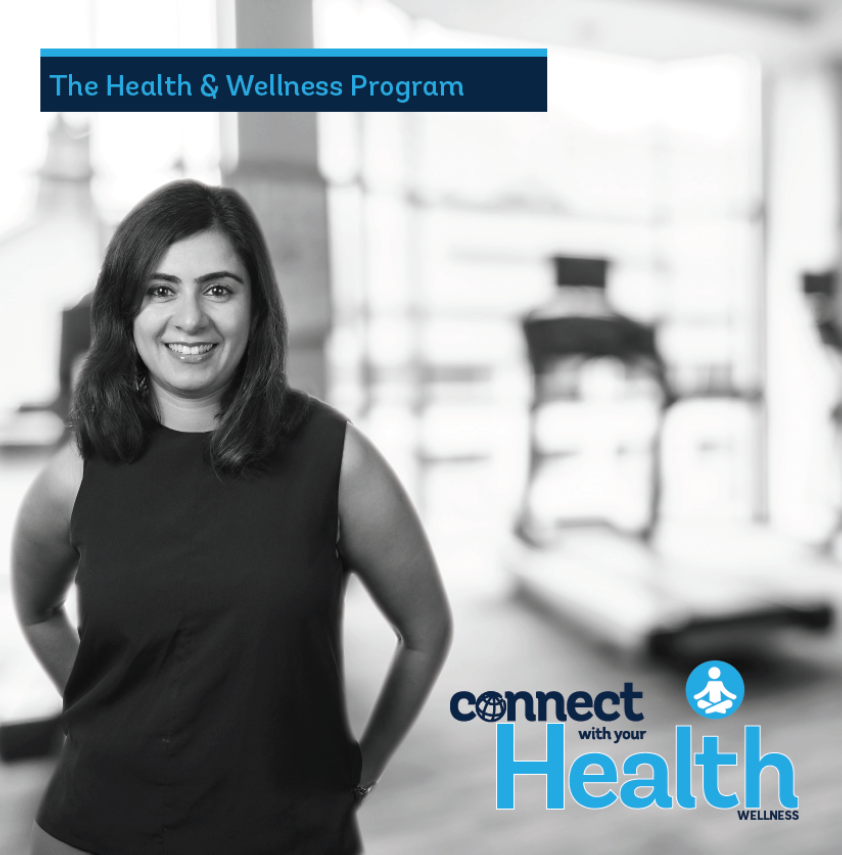 The Health & Wellness Program
connect
with your
Health
WELLNESS